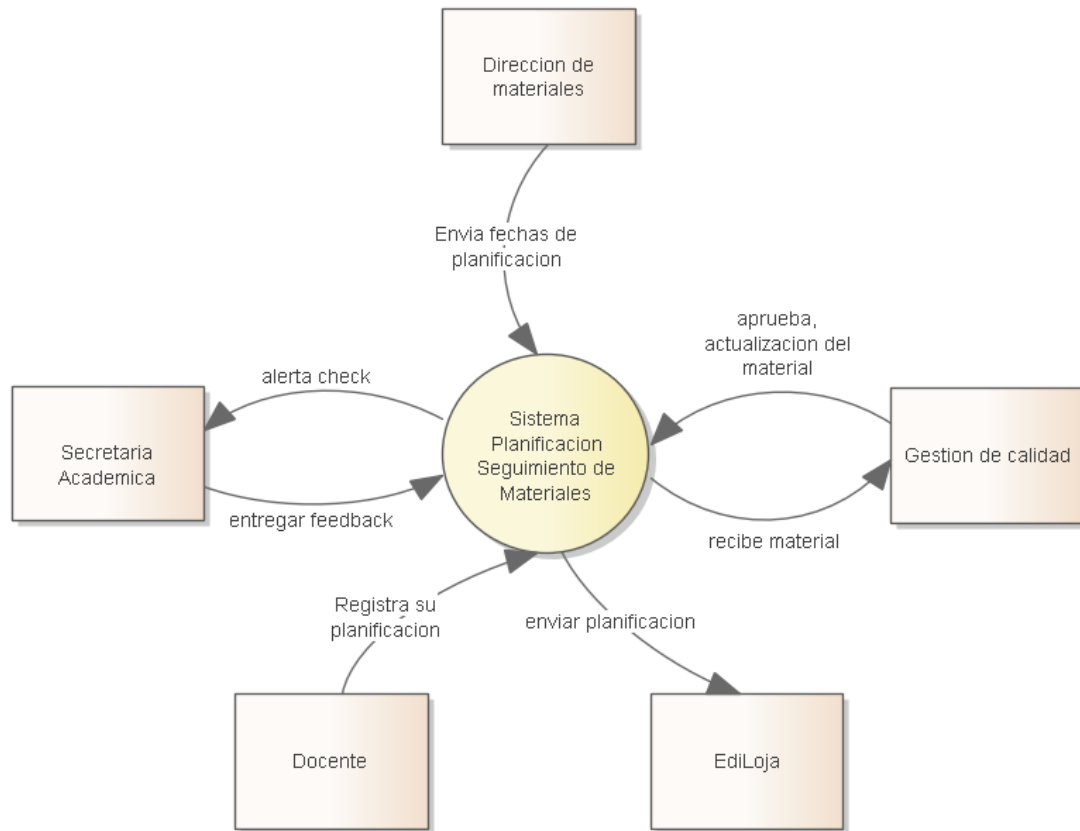 Direccion de
materiales
Envia fechas de
planificacion
aprueba,
actualizacion del
material
alerta check
Sistema
Planificacion
Seguimiento de
Materiales
Secretaria
Academica
Gestion de calidad
entregar feedback
recibe material
Registra su
planificacion
enviar planificacion
Docente
EdiLoja